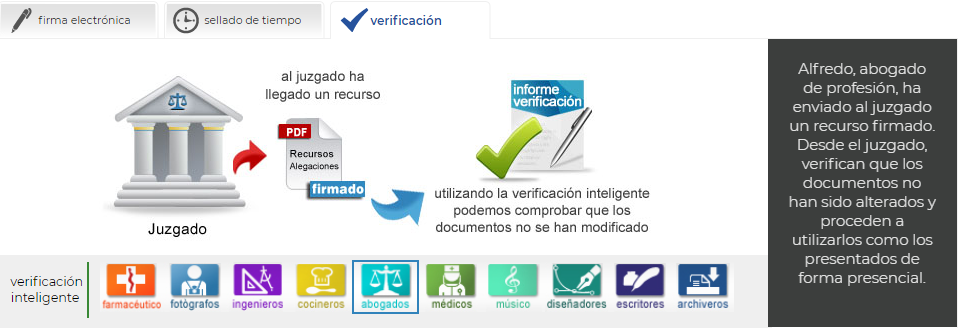 firma electrónica
sellado de tiempo
verificación
al juzgado ha
llegado un recurso
PDF
Recursos
Alegaciones
firmado
Juzgado
informe
verificación
utilizando la verificación inteligente
podemos comprobar que los
documentos no se han modificado
Alfredo, abogado
de profesión, ha
enviado al juzgado
un recurso firmado.
Desde el juzgado,
verifican que los
documentos no
han sido alterados y
proceden a
utilizarlos como los
presentados de
forma presencial.
verificación
inteligente
farmacéutico
fotógrafos
ingenieros
cocineros
abogados
médicos
músico
diseñadores
escritores
archiveros